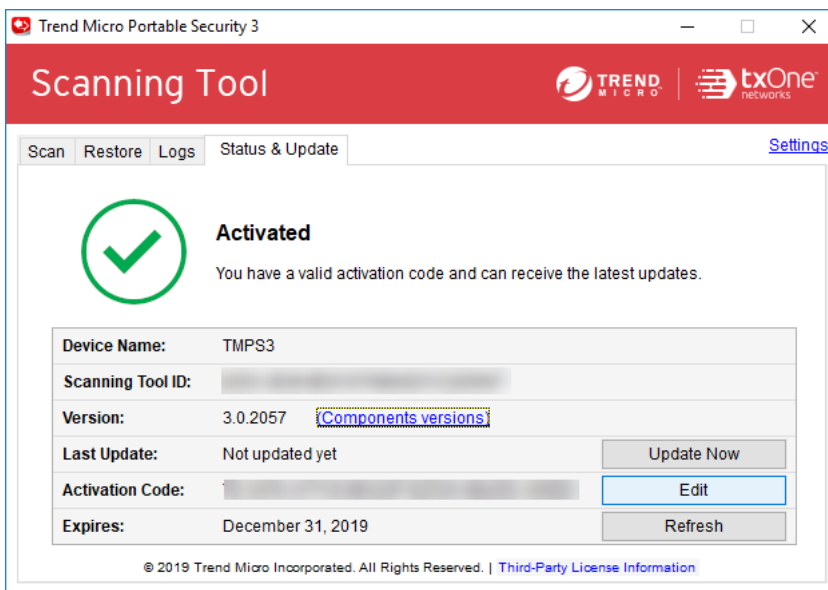 Trend Micro Portable Security 3
Scanning Tool
TREND MICRO
txOne networks
Scan Restore Logs Status & Update Settings
Activated
You have a valid activation code and can receive the latest updates.
Device Name: TMPS3
Scanning Tool ID:
Version: 3.0.2057 (Components versions)
Last Update: Not updated yet Update Now
Activation Code: Edit
Expires: December 31, 2019 Refresh
© 2019 Trend Micro Incorporated. All Rights Reserved. | Third-Party License Information